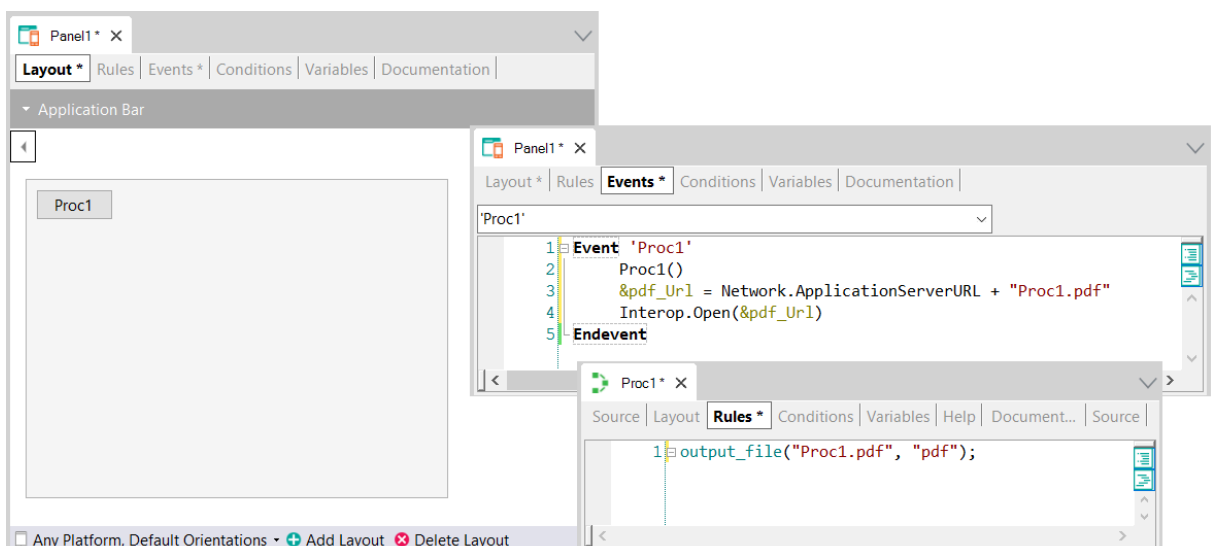 Panel1 *
Layout * Rules Events * Conditions Variables Documentation
Application Bar
Proc1
Any Platform, Default Orientations Add Layout Delete Layout
Panel1 *
Layout * Rules Events * Conditions Variables Documentation
'Proc1'
1 Event 'Proc1'
2 Proc1()
3 &pdf_Url = Network.ApplicationServerURL + "Proc1.pdf"
4 Interop.Open(&pdf_Url)
5 Endevent
Proc1 *
Source Layout Rules * Conditions Variables Help Document... Source
1 output_file("Proc1.pdf", "pdf");